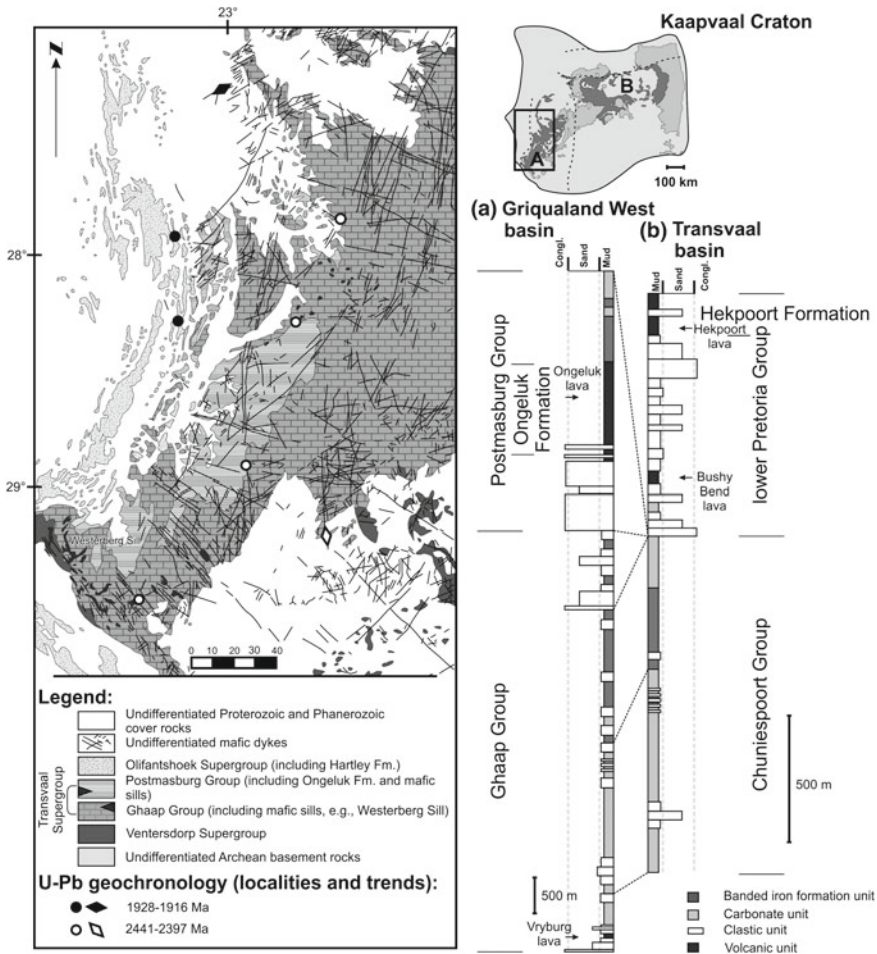 23°
Kaapvaal Craton
N
B
A
100 km
28°
29°
Westerberg S.
0 10 20 30 40
(a) Griqualand West
basin
(b) Transvaal
basin
Congl.
Sand
Mud
Mud
Sand
Congl.
Postmasburg Group
Ongeluk
Formation
Ongeluk
lava
Ghaap Group
Vryburg
lava
500 m
Hekpoort Formation
Hekpoort
lava
lower Pretoria Group
Bushy
Bend
lava
Chuniespoort Group
500 m
Banded iron formation unit
Carbonate unit
Clastic unit
Volcanic unit
Legend:
Undifferentiated Proterozoic and Phanerozoic
cover rocks
Undifferentiated mafic dykes
Olifantshoek Supergroup (including Hartley Fm.)
Transvaal
Supergroup
Postmasburg Group (including Ongeluk Fm. and mafic
sills)
Ghaap Group (including mafic sills, e.g., Westerberg Sill)
Ventersdorp Supergroup
Undifferentiated Archean basement rocks
U-Pb geochronology (localities and trends):
1928-1916 Ma
2441-2397 Ma